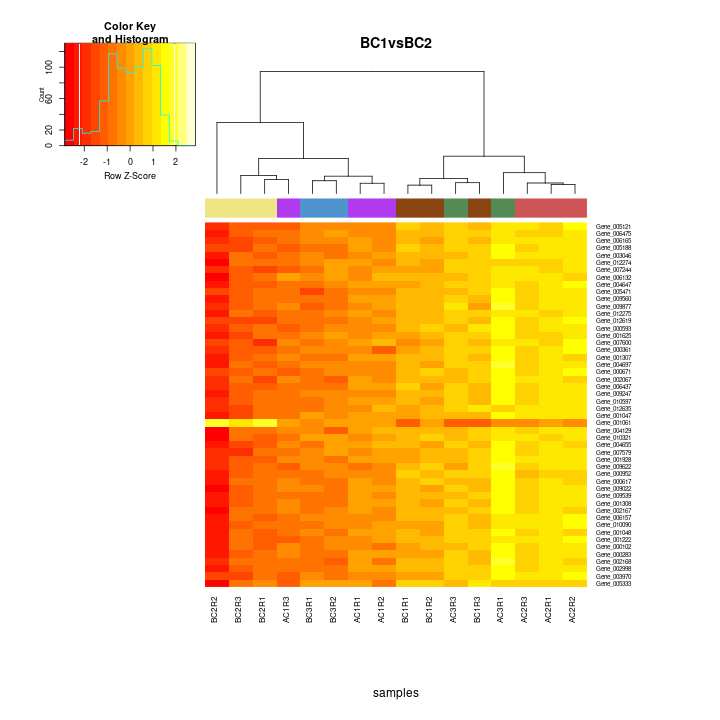 Color Key
and Histogram
Count
0
20
60
100
-2
-1
0
1
2
Row Z-Score
BC1vsBC2
Gene_005121
Gene_006475
Gene_006165
Gene_005188
Gene_003046
Gene_012274
Gene_007244
Gene_006132
Gene_004647
Gene_005471
Gene_009560
Gene_009877
Gene_012275
Gene_012619
Gene_000593
Gene_001625
Gene_007600
Gene_000361
Gene_001307
Gene_004697
Gene_000671
Gene_002067
Gene_006437
Gene_009247
Gene_010597
Gene_012635
Gene_001047
Gene_001061
Gene_004129
Gene_010321
Gene_004655
Gene_007579
Gene_001928
Gene_009622
Gene_000952
Gene_000617
Gene_009022
Gene_009539
Gene_001308
Gene_002167
Gene_006157
Gene_010090
Gene_001048
Gene_001222
Gene_000102
Gene_000283
Gene_002168
Gene_002998
Gene_003970
Gene_005333
BC2R2
BC2R3
BC2R1
AC1R3
BC3R1
BC3R2
AC1R1
AC1R2
BC1R1
BC1R2
AC3R3
BC1R3
AC3R1
AC2R3
AC2R1
AC2R2
samples